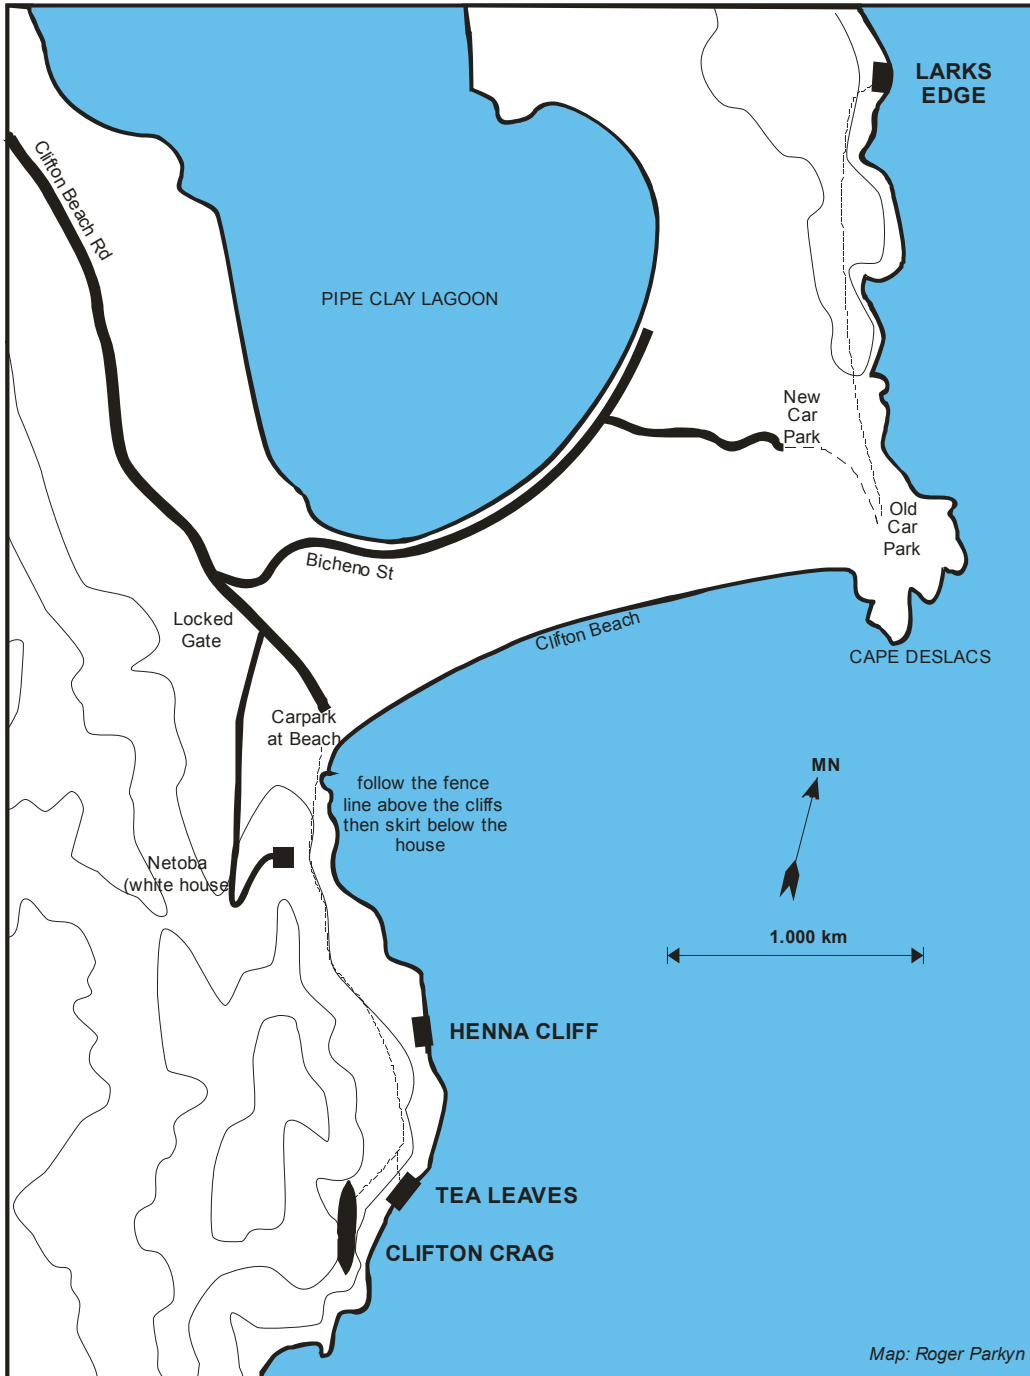 LARKS
EDGE
Clifton Beach Rd
PIPE CLAY LAGOON
New
Car
Park
Old
Car
Park
Bicheno St
Locked
Gate
Clifton Beach
CAPE DESLACS
Carpark
at Beach
MN
follow the fence
line above the cliffs
then skirt below the
house
Netoba
(white house
1.000 km
HENNA CLIFF
TEA LEAVES
CLIFTON CRAG
Map: Roger Parkyn